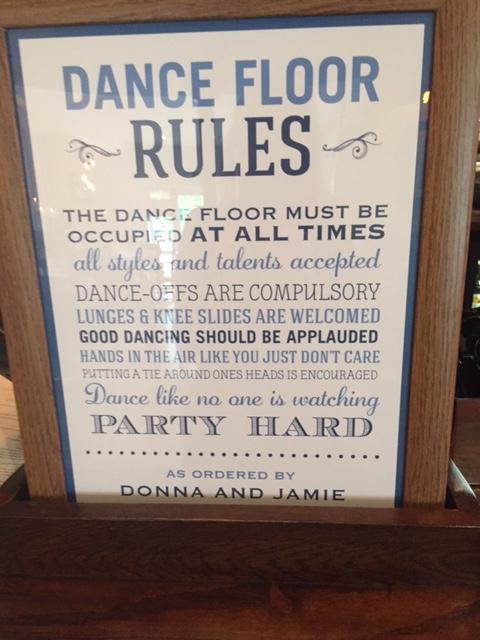 DANCE FLOOR
RULES
THE DANCE FLOOR MUST BE
OCCUPIED AT ALL TIMES
all styles and talents accepted
DANCE-OFFS ARE COMPULSORY
LUNGES & KNEE SLIDES ARE WELCOMED
GOOD DANCING SHOULD BE APPLAUDED
HANDS IN THE AIR LIKE YOU JUST DON'T CARE
PUTTING A TIE AROUND ONES HEADS IS ENCOURAGED
Dance like no one is watching
PARTY HARD
AS ORDERED BY
DONNA AND JAMIE